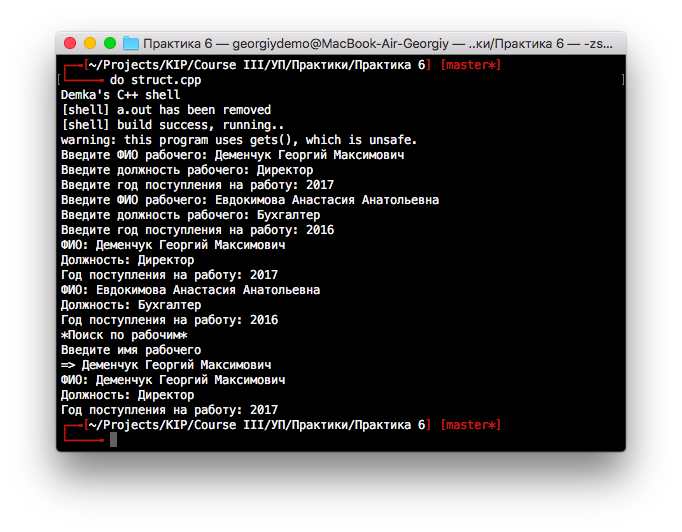 Практика 6 — georgiydemo@MacBook-Air-Georgiy — ..ки/Практика 6 — -zs...
[~/Projects/KIP/Course III/УП/Практики/Практика 6] [master*]
do struct.cpp
Demka's C++ shell
[shell] a.out has been removed
[shell] build success, running..
warning: this program uses gets(), which is unsafe.
Введите ФИО рабочего: Деменчук Георгий Максимович
Введите должность рабочего: Директор
Введите год поступления на работу: 2017
Введите ФИО рабочего: Евдокимова Анастасия Анатольевна
Введите должность рабочего: Бухгалтер
Введите год поступления на работу: 2016
ФИО: Деменчук Георгий Максимович
Должность: Директор
Год поступления на работу: 2017
ФИО: Евдокимова Анастасия Анатольевна
Должность: Бухгалтер
Год поступления на работу: 2016
*Поиск по рабочим*
Введите имя рабочего
=> Деменчук Георгий Максимович
ФИО: Деменчук Георгий Максимович
Должность: Директор
Год поступления на работу: 2017
[~/Projects/KIP/Course III/УП/Практики/Практика 6] [master*]